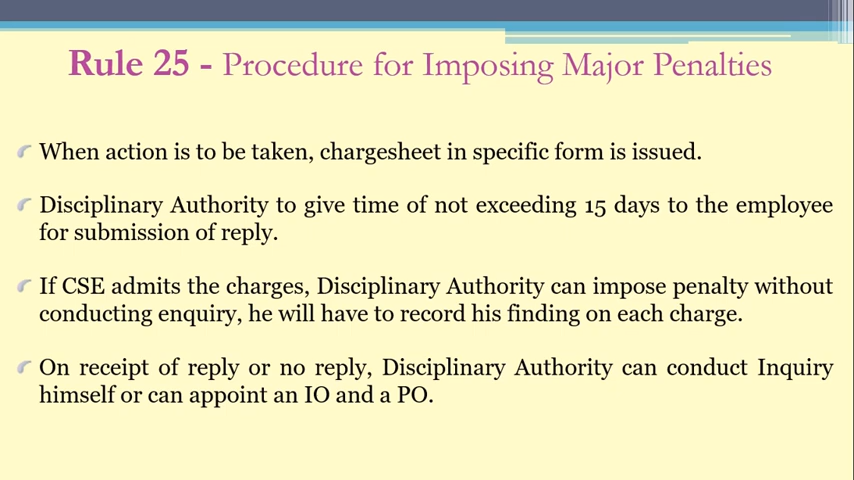 Rule 25 - Procedure for Imposing Major Penalties
When action is to be taken, chargesheet in specific form is issued.
Disciplinary Authority to give time of not exceeding 15 days to the employee
for submission of reply.
If CSE admits the charges, Disciplinary Authority can impose penalty without
conducting enquiry, he will have to record his finding on each charge.
On receipt of reply or no reply, Disciplinary Authority can conduct Inquiry
himself or can appoint an IO and a PO.